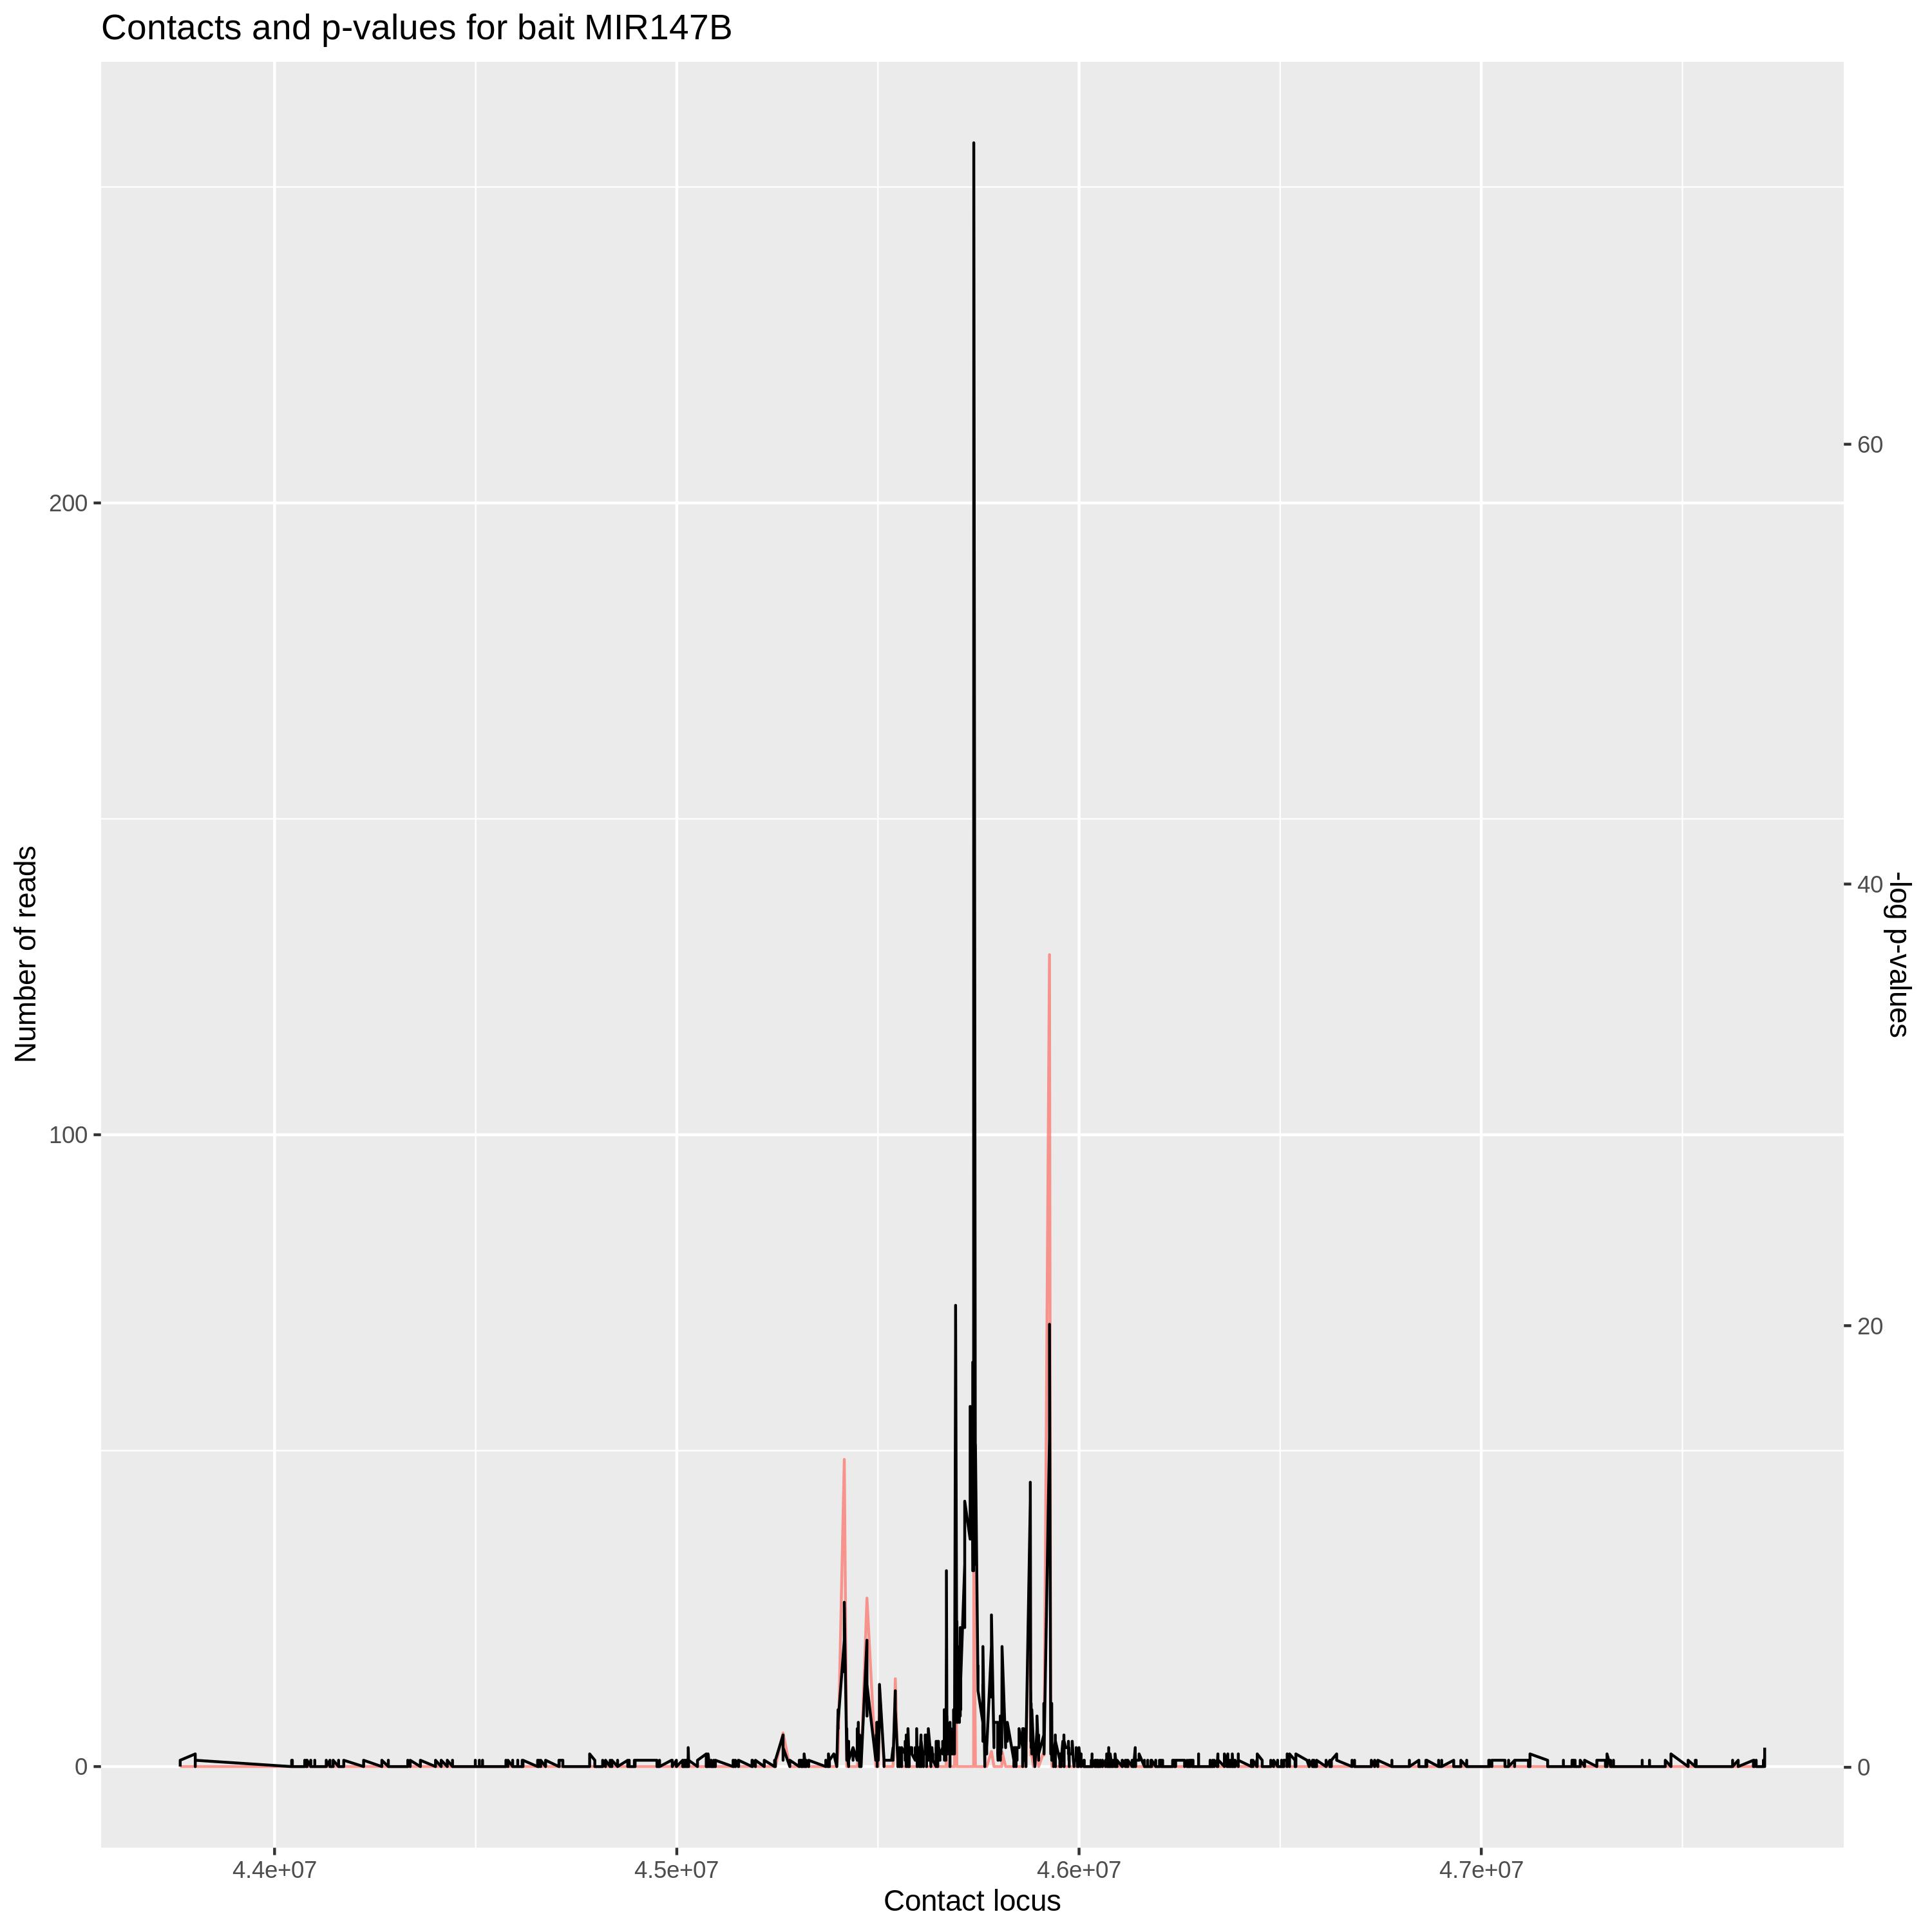 Contacts and p-values for bait MIR147B
Number of reads
200
100
0
60
40
20
0
-log p-values
4.4e+07 4.5e+07 4.6e+07 4.7e+07
Contact locus